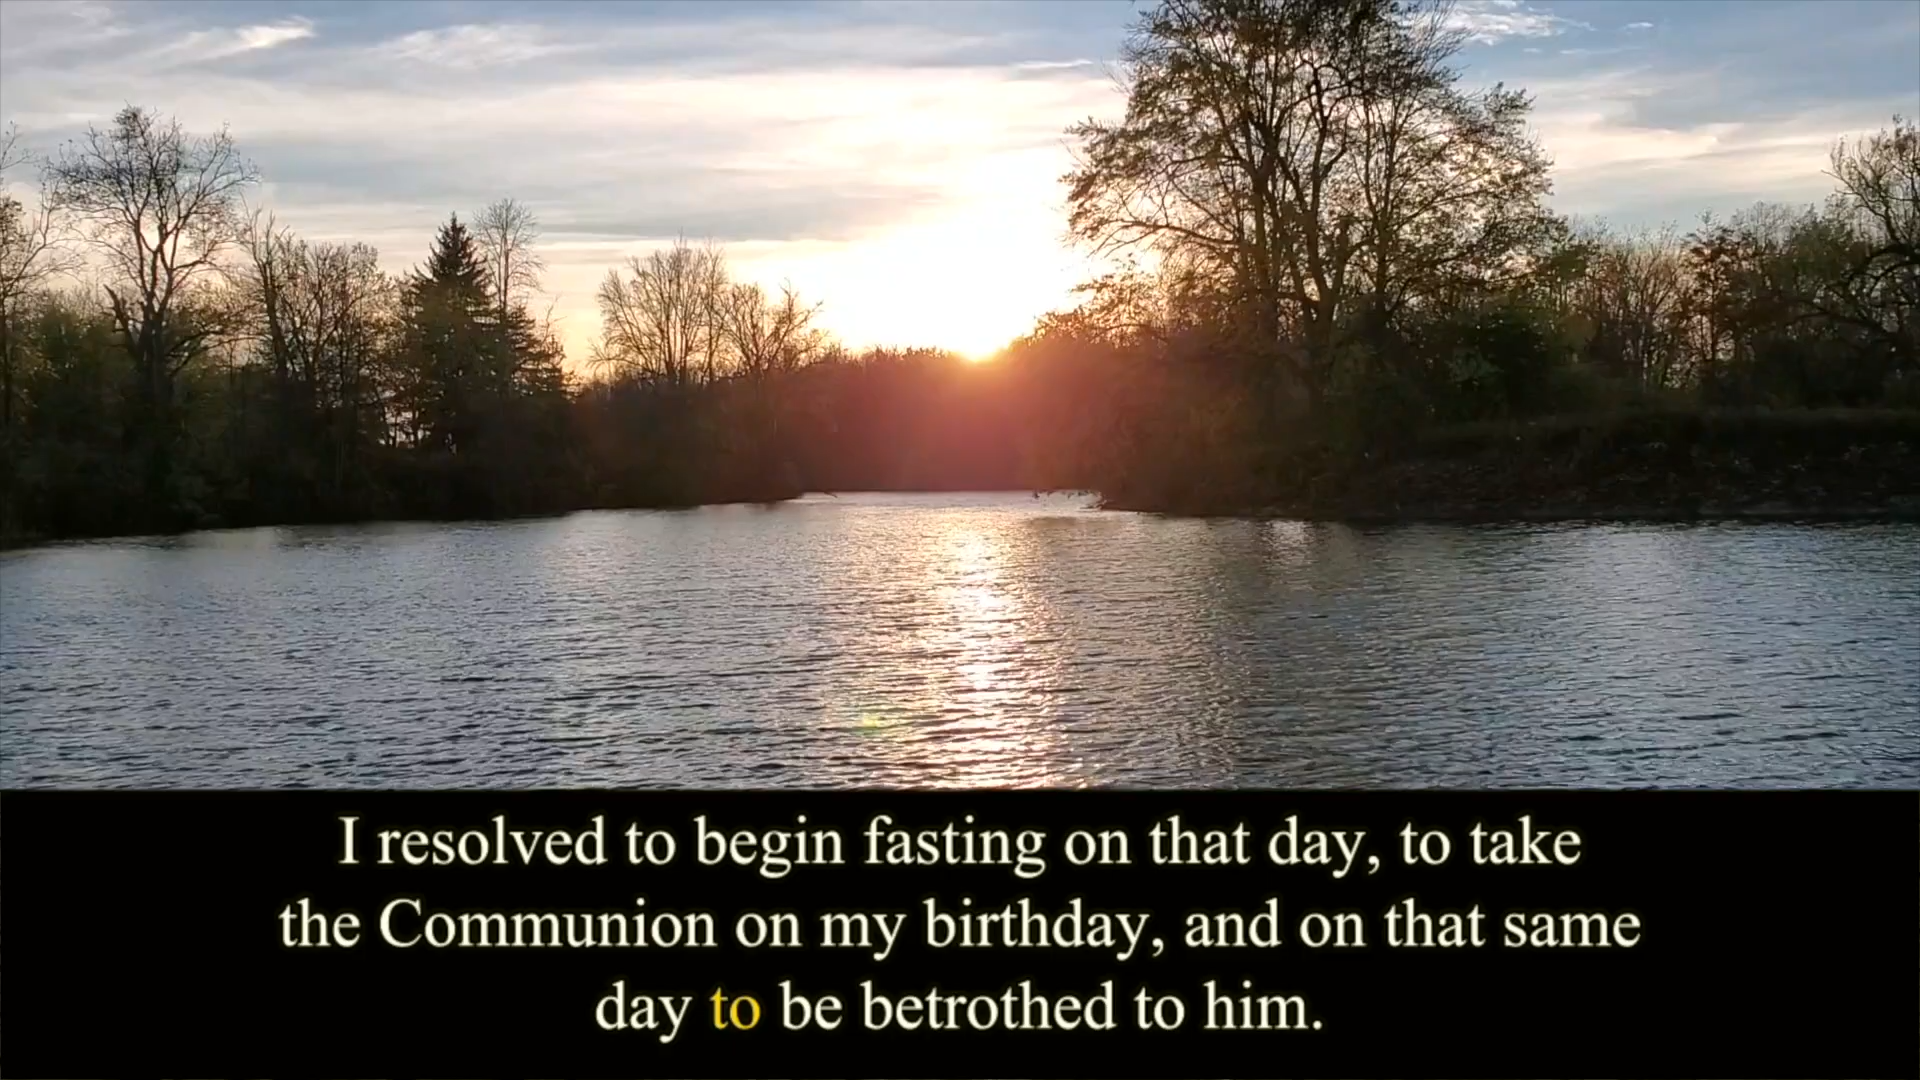 I resolved to begin fasting on that day, to take
the Communion on my birthday, and on that same
day to be betrothed to him.